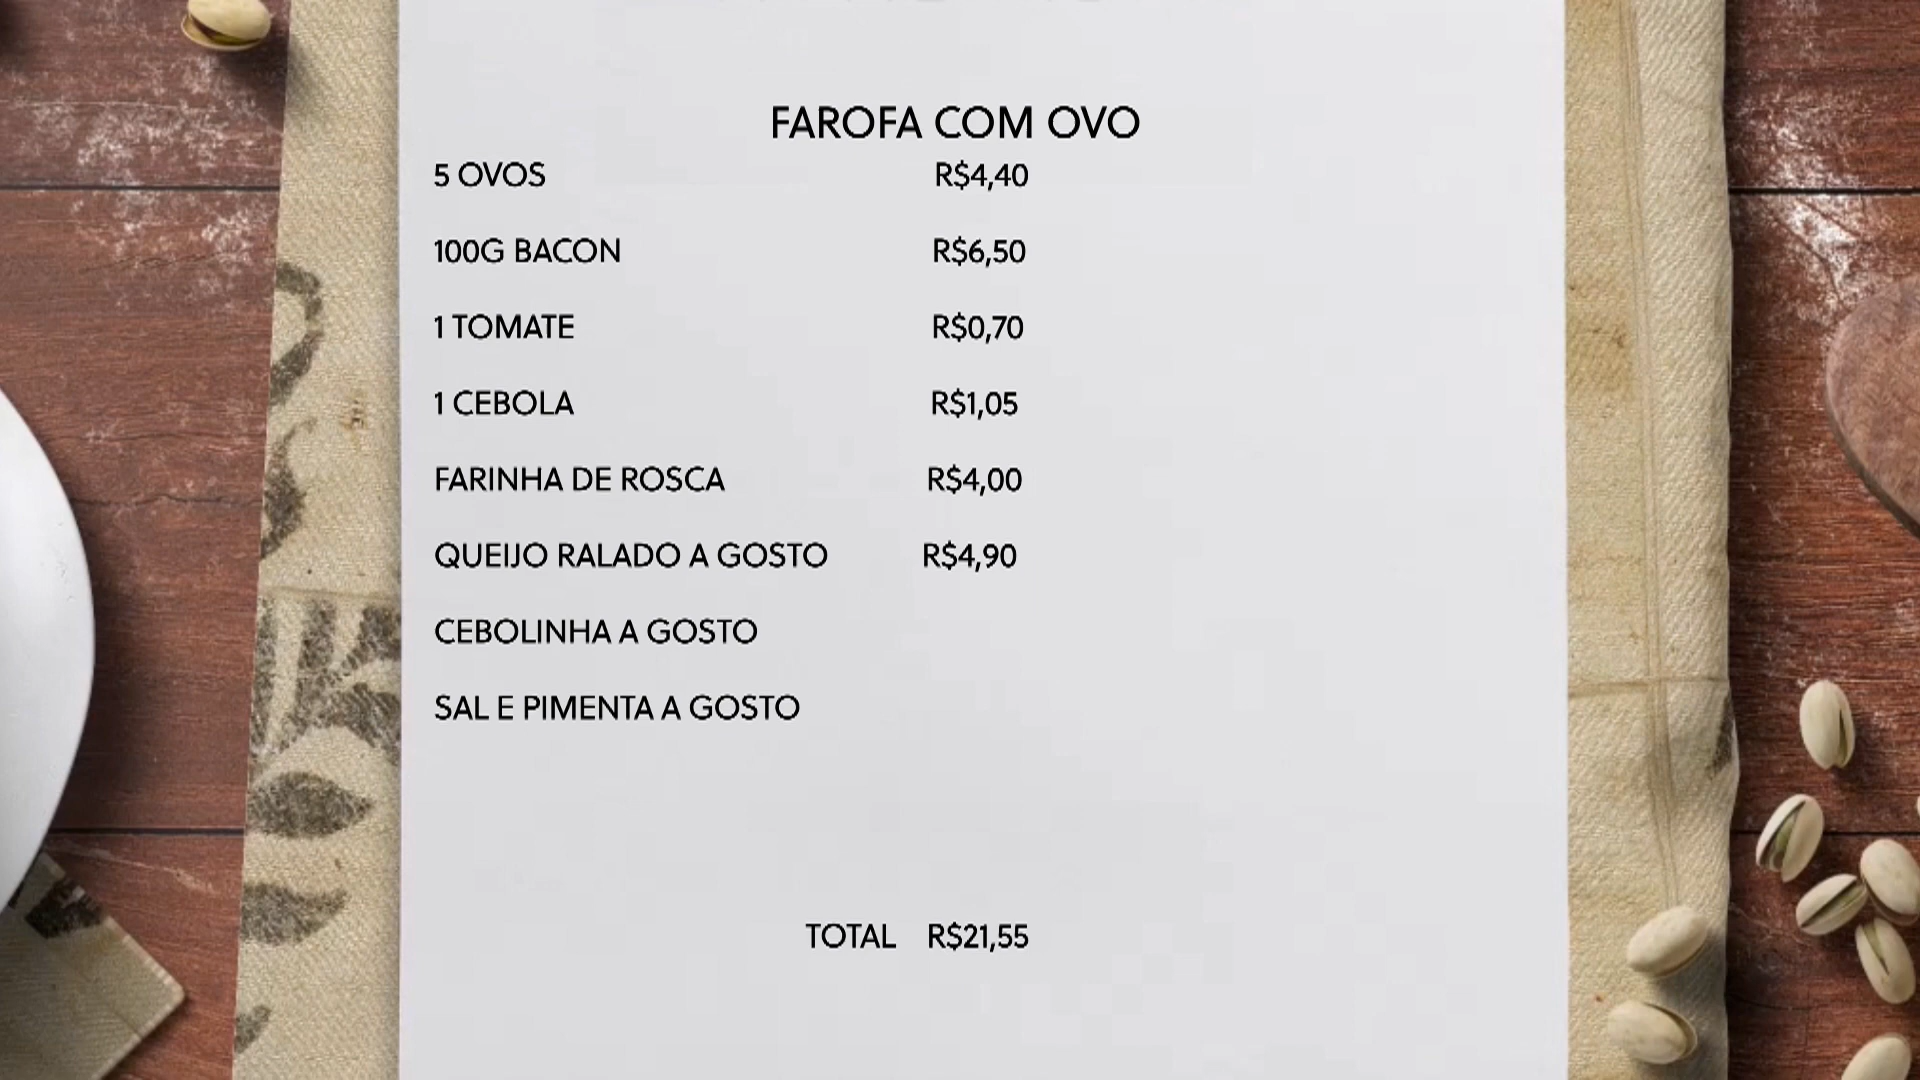 FAROFA COM OVO
5 OVOS R$4,40
100G BACON R$6,50
1 TOMATE R$0,70
1 CEBOLA R$1,05
FARINHA DE ROSCA R$4,00
QUEIJO RALADO A GOSTO R$4,90
CEBOLINHA A GOSTO
SAL E PIMENTA A GOSTO
TOTAL R$21,55